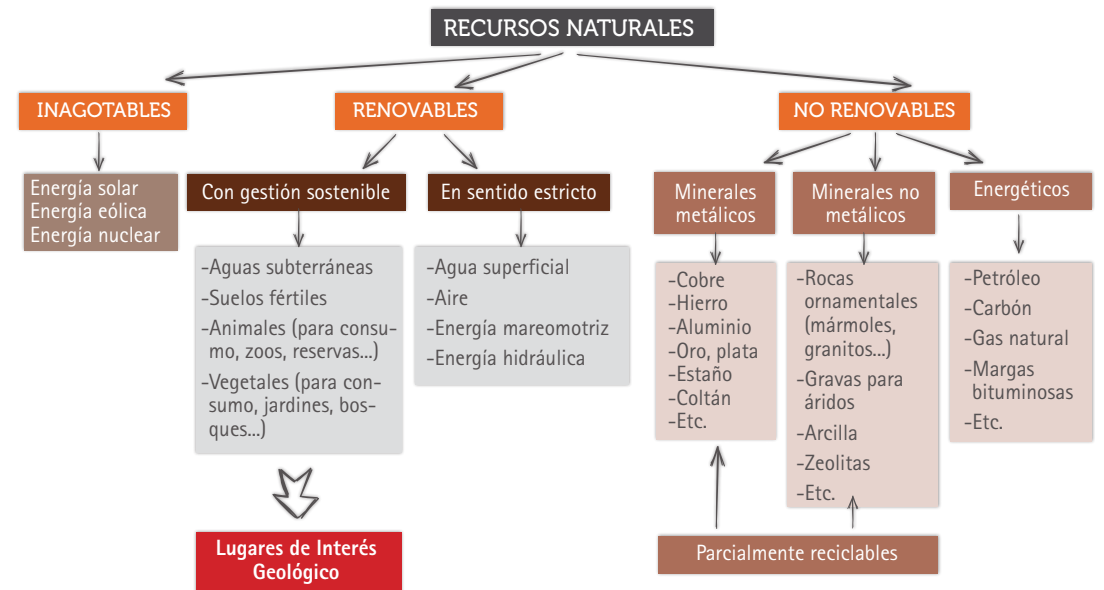 RECURSOS NATURALES
INAGOTABLES
RENOVABLES
NO RENOVABLES
Energía solar
Energía eólica
Energía nuclear
Con gestión sostenible
En sentido estricto
Minerales
metálicos
Minerales no
metálicos
Energéticos
-Aguas subterráneas
-Suelos fértiles
-Animales (para consu-
mo, zoos, reservas...)
-Vegetales (para con-
sumo, jardines, bos-
ques...)
-Agua superficial
-Aire
-Energía mareomotriz
-Energía hidráulica
-Cobre
-Hierro
-Aluminio
-Oro, plata
-Estaño
-Coltán
-Etc.
-Rocas
ornamentales
(mármoles,
granitos...)
-Gravas para
áridos
-Arcilla
-Zeolitas
-Etc.
-Petróleo
-Carbón
-Gas natural
-Margas
bituminosas
-Etc.
Lugares de Interés
Geológico
Parcialmente reciclables